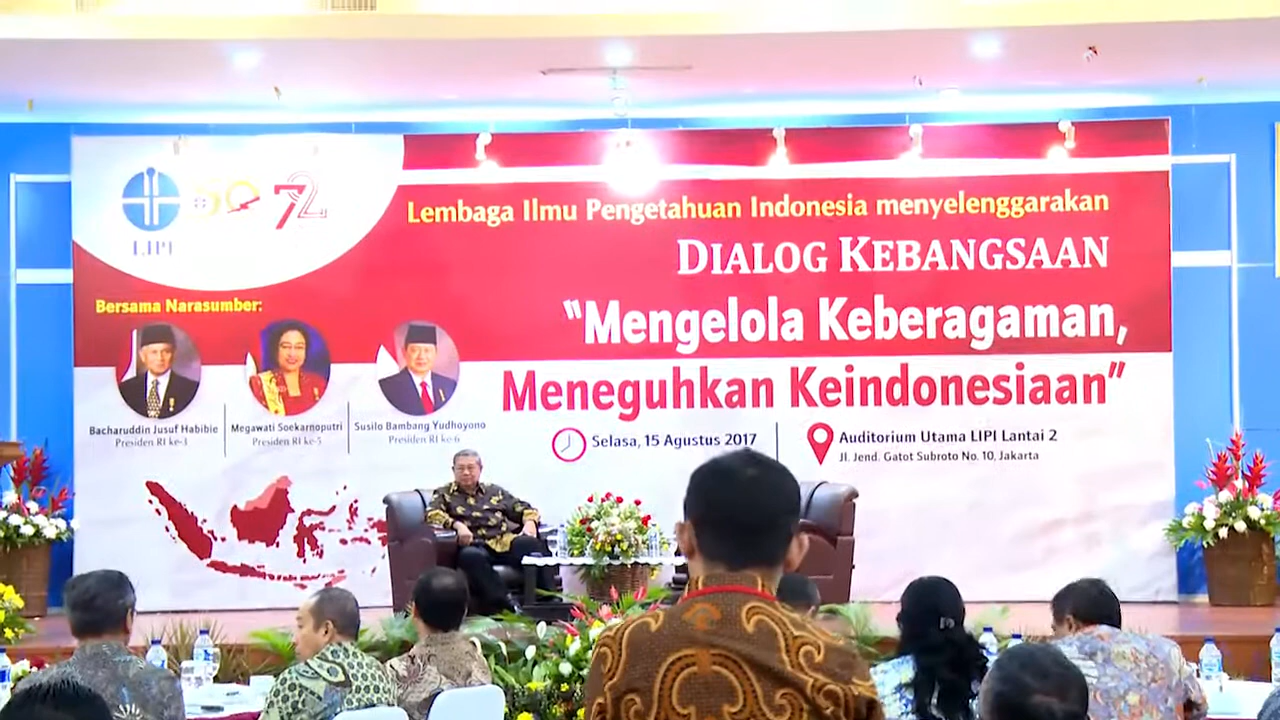 LIPI
72
Lembaga Ilmu Pengetahuan Indonesia menyelenggarakan
DIALOG KEBANGSAAN
"Mengelola Keberagaman,
Meneguhkan Keindonesiaan"
Bersama Narasumber:
Bacharuddin Jusuf Habibie
Presiden RI ke-3
Megawati Soekarnoputri
Presiden RI ke-5
Susilo Bambang Yudhoyono
Presiden RI ke-6
Selasa, 15 Agustus 2017
Auditorium Utama LIPI Lantai 2
Jl. Jend. Gatot Subroto No. 10, Jakarta